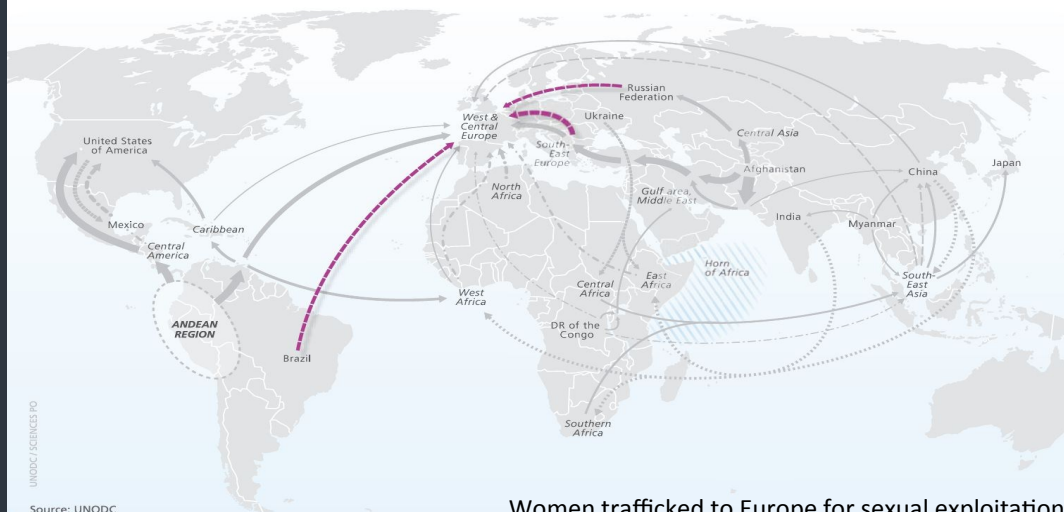 Russian
Federation
Ukraine
West &
Central
Europe
South-
East
Europe
United States
of America
Central Asia
Afghanistan
China
Japan
North
Africa
Gulf area,
Middle East
India
Myanmar
Mexico
Caribbean
Central
America
Horn
of Africa
West
Africa
Central
Africa
East
Africa
South-
East
Asia
ANDEAN
REGION
DR of the
Congo
Brazil
Southern
Africa
UNODC / SCIENCES PO
Source: UNODC
Women trafficked to Europe for sexual exploitation